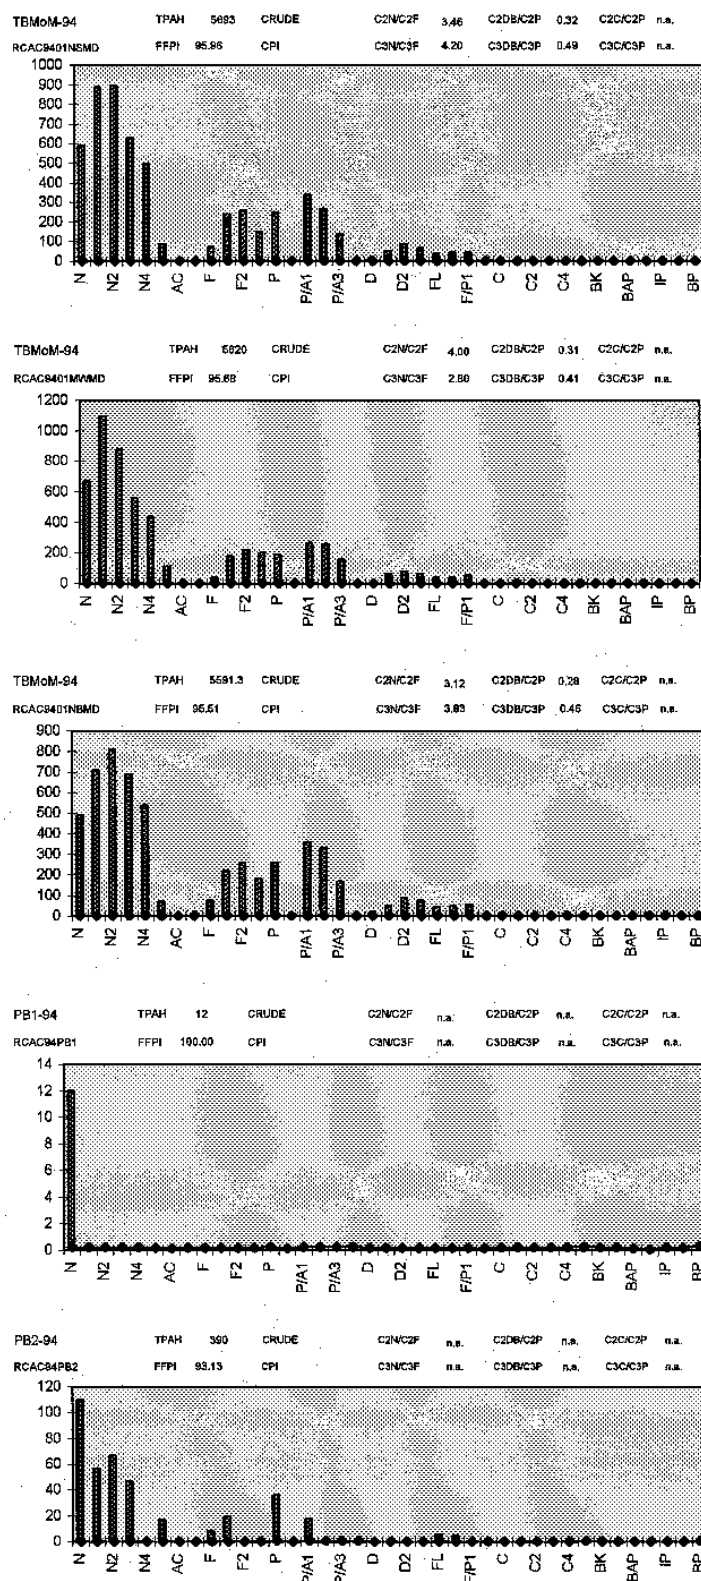 TBMoM-94 TPAH 5693 CRUDE C2N/C2F 3.46 C2DB/C2P 0.32 C2C/C2P n.a.
RCAC9401NSMD FFPI 95.96 CPI C3N/C3F 4.20 C3DB/C3P 0.49 C3C/C3P n.a.
1000
900
800
700
600
500
400
300
200
100
0
N N2 N4 AC F F2 P P/A1 P/A3 D D2 FL F/P1 C C2 C4 BK BAP IP BP
TBMoM-94 TPAH 5620 CRUDE C2N/C2F 4.00 C2DB/C2P 0.31 C2C/C2P n.a.
RCAC9401MWMD FFPI 95.68 CPI C3N/C3F 2.80 C3DB/C3P 0.41 C3C/C3P n.a.
1200
1000
800
600
400
200
0
N N2 N4 AC F F2 P P/A1 P/A3 D D2 FL F/P1 C C2 C4 BK BAP IP BP
TBMoM-94 TPAH 5591.3 CRUDE C2N/C2F 3.12 C2DB/C2P 0.28 C2C/C2P n.a.
RCAC9401NBMD FFPI 95.51 CPI C3N/C3F 3.83 C3DB/C3P 0.46 C3C/C3P n.a.
900
800
700
600
500
400
300
200
100
0
N N2 N4 AC F F2 P P/A1 P/A3 D D2 FL F/P1 C C2 C4 BK BAP IP BP
PB1-94 TPAH 12 CRUDE C2N/C2F n.a. C2DB/C2P n.a. C2C/C2P n.a.
RCAC94PB1 FFPI 100.00 CPI C3N/C3F n.a. C3DB/C3P n.a. C3C/C3P n.a.
14
12
10
8
6
4
2
0
N N2 N4 AC F F2 P P/A1 P/A3 D D2 FL F/P1 C C2 C4 BK BAP IP BP
PB2-94 TPAH 390 CRUDE C2N/C2F n.a. C2DB/C2P n.a. C2C/C2P n.a.
RCAC94PB2 FFPI 93.13 CPI C3N/C3F n.a. C3DB/C3P n.a. C3C/C3P n.a.
120
100
80
60
40
20
0
N N2 N4 AC F F2 P P/A1 P/A3 D D2 FL F/P1 C C2 C4 BK BAP IP BP